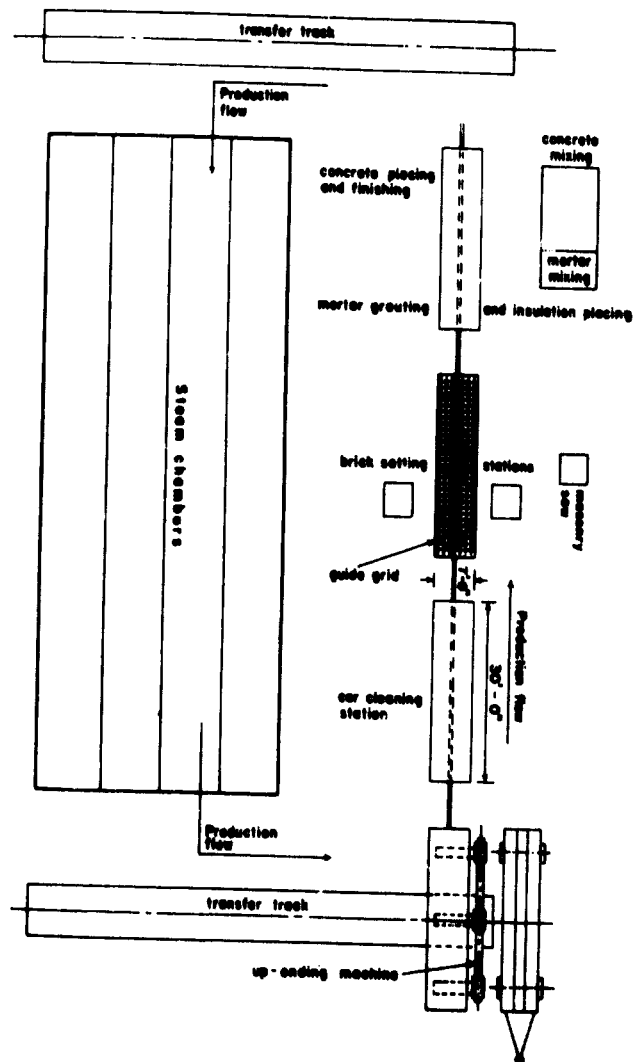 transfer track
Production
flow
concrete placing
and finishing
concrete
mixing
mortar
mixing
mortar grouting
and insulation placing
Steam chambers
brick setting
stations
masonry
saw
guide grid
7'-6"
Production flow
30'-0"
car cleaning
station
Production
flow
transfer track
up-ending machine